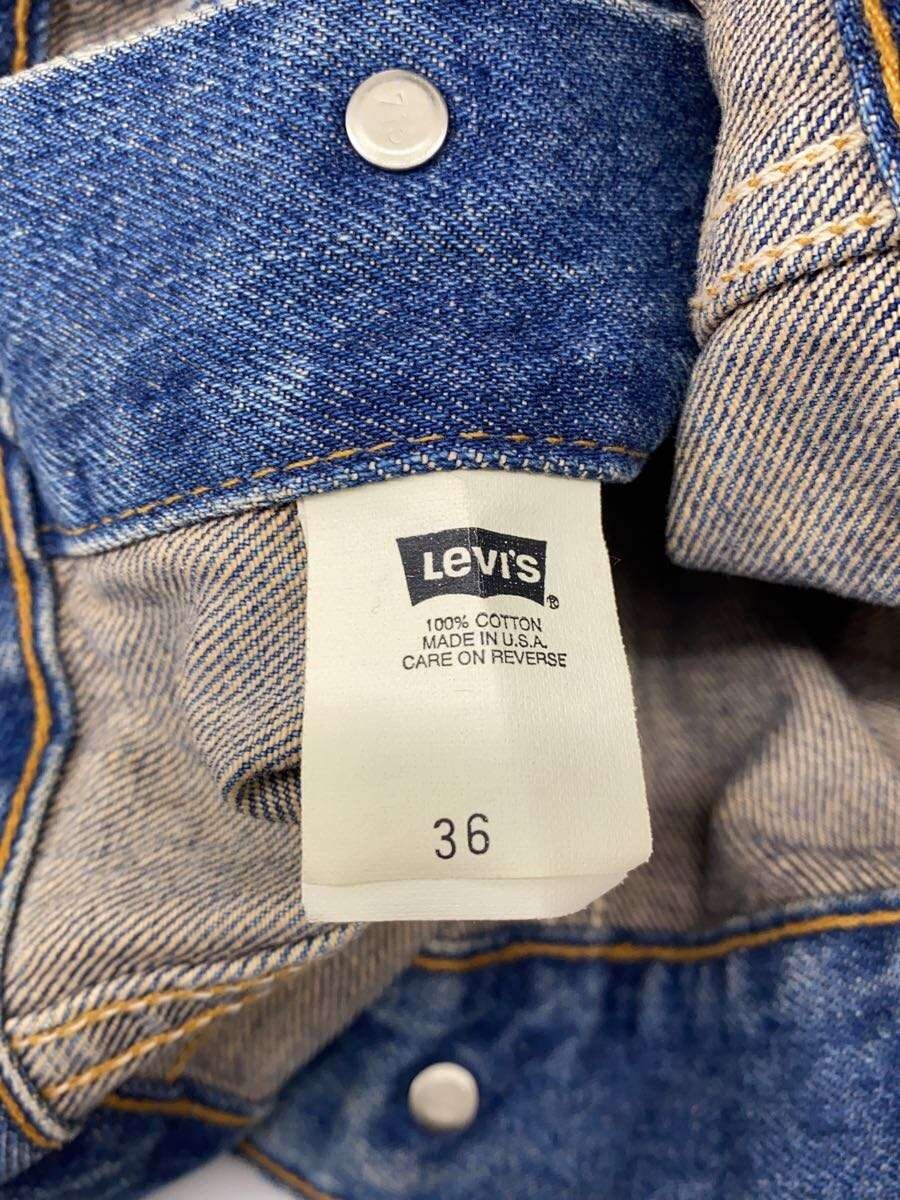 LEVI'S ®
100% COTTON
MADE IN U.S.A.
CARE ON REVERSE
36